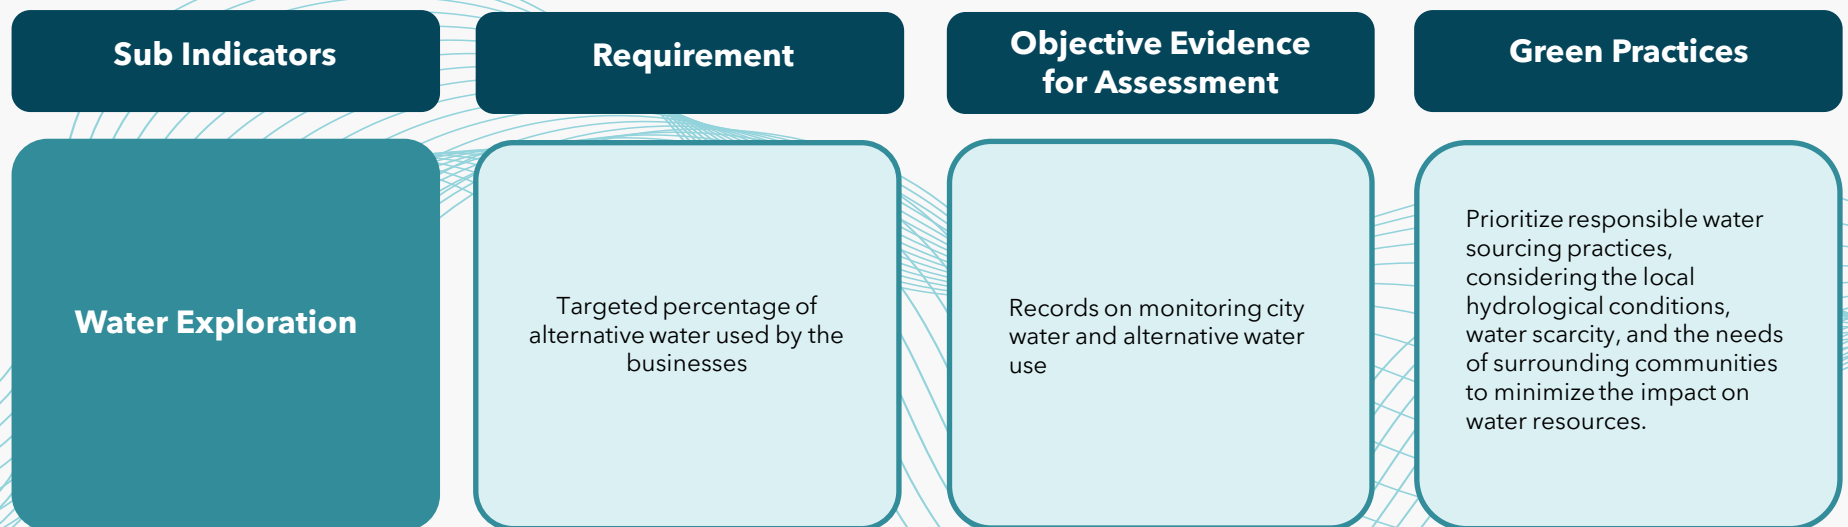 Sub Indicators
Requirement
Objective Evidence
for Assessment
Green Practices
Water Exploration
Targeted percentage of
alternative water used by the
businesses
Records on monitoring city
water and alternative water
use
Prioritize responsible water
sourcing practices,
considering the local
hydrological conditions,
water scarcity, and the needs
of surrounding communities
to minimize the impact on
water resources.